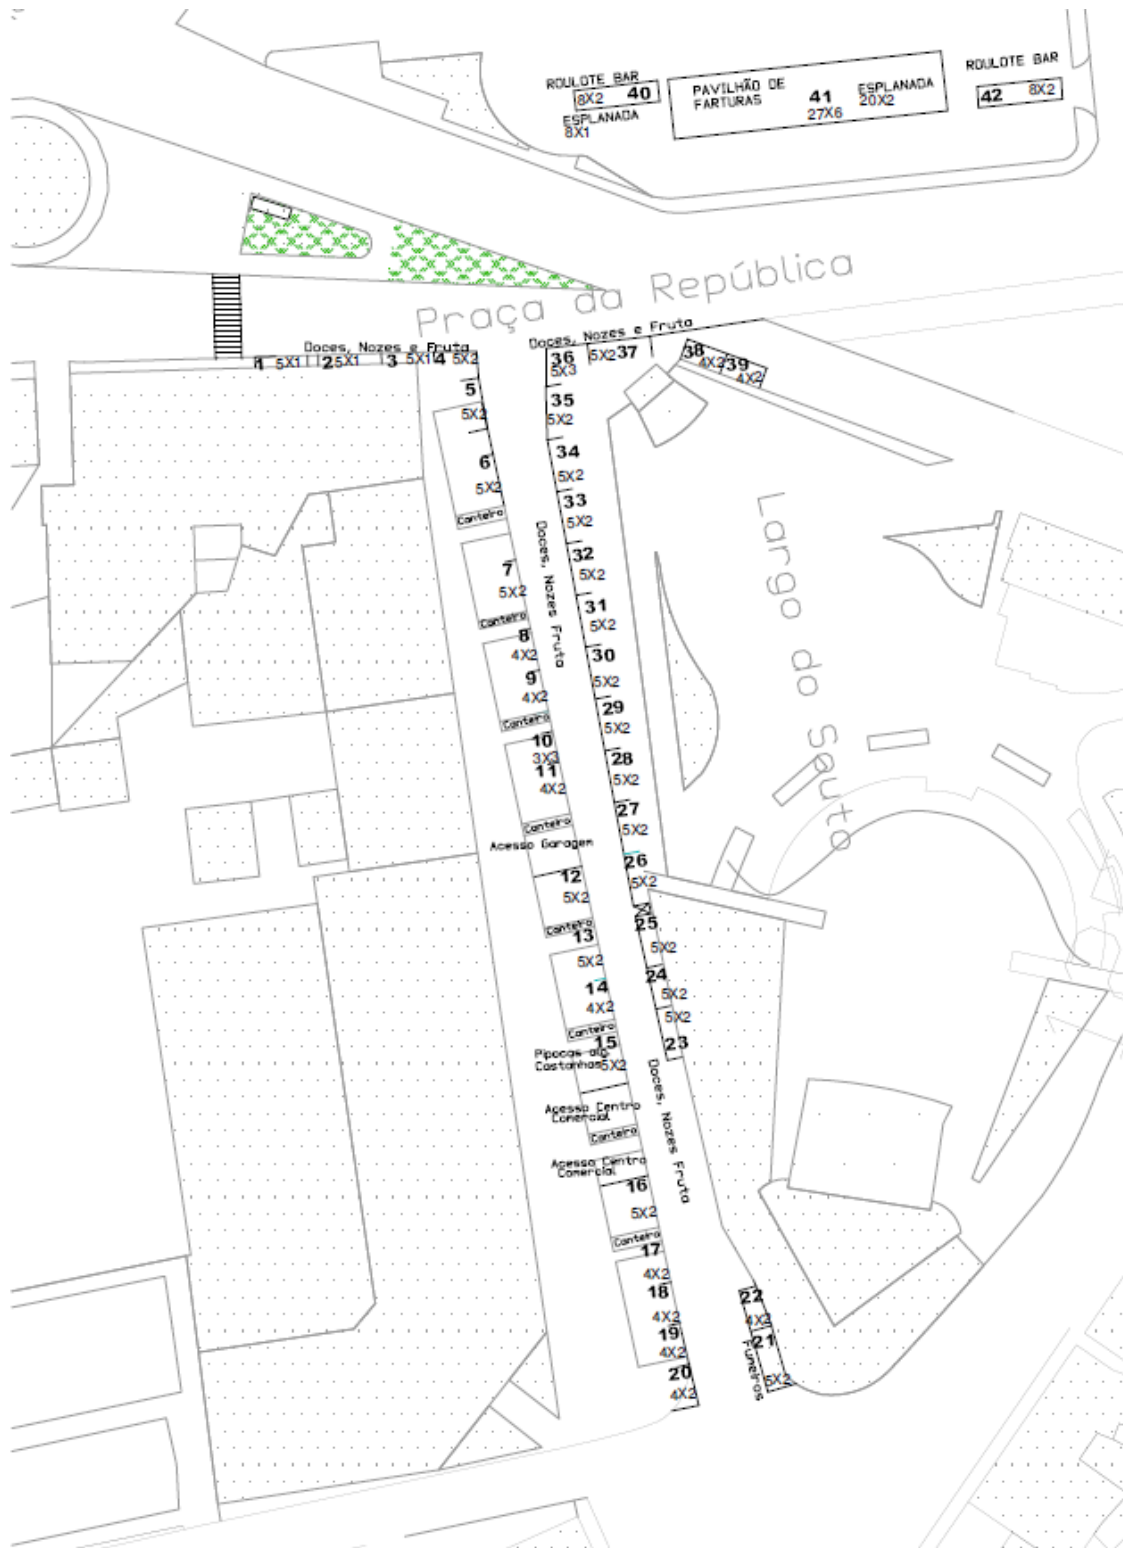 ROULOTE BAR
8X2 40
ESPLANADA
8X1
PAVILHÃO DE
FARTURAS
41
27X6
ESPLANADA
20X2
ROULOTE BAR
42 8X2
Praça da República
Doces, Nozes e Fruta
1 5X1 2 5X1 3 5X1 4 5X2
Doces, Nozes e Fruta
36 5X2 37
5X3
38
4X2
39
4X2
5
5X2
35
5X2
6
5X2
34
5X2
Canteiro
33
5X2
Doces, Nozes Fruta
7
5X2
32
5X2
Canteiro
31
5X2
8
4X2
30
5X2
9
4X2
29
5X2
Canteiro
10
3X3
28
5X2
11
4X2
27
5X2
Canteiro
Acesso Garagem
26
5X2
12
5X2
Canteiro
25
5X2
13
5X2
24
5X2
14
4X2
5X2
23
Canteiro
15
Pipocas ou
Castanhas
5X2
Doces, Nozes Fruta
Acesso Centro
Comercial
Canteiro
Acesso Centro
Comercial
16
5X2
Canteiro
17
4X2
18
4X2
19
4X2
20
4X2
22
4X2
21
5X2
Funeiros
Largo do Souto